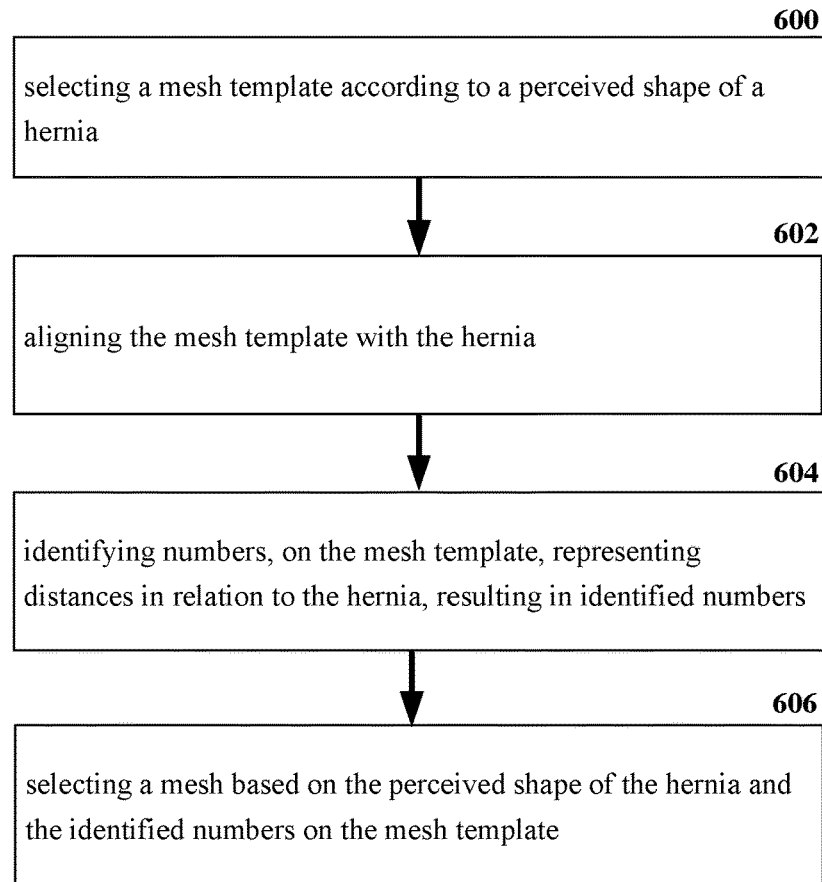 600
selecting a mesh template according to a perceived shape of a
hernia
602
aligning the mesh template with the hernia
604
identifying numbers, on the mesh template, representing
distances in relation to the hernia, resulting in identified numbers
606
selecting a mesh based on the perceived shape of the hernia and
the identified numbers on the mesh template